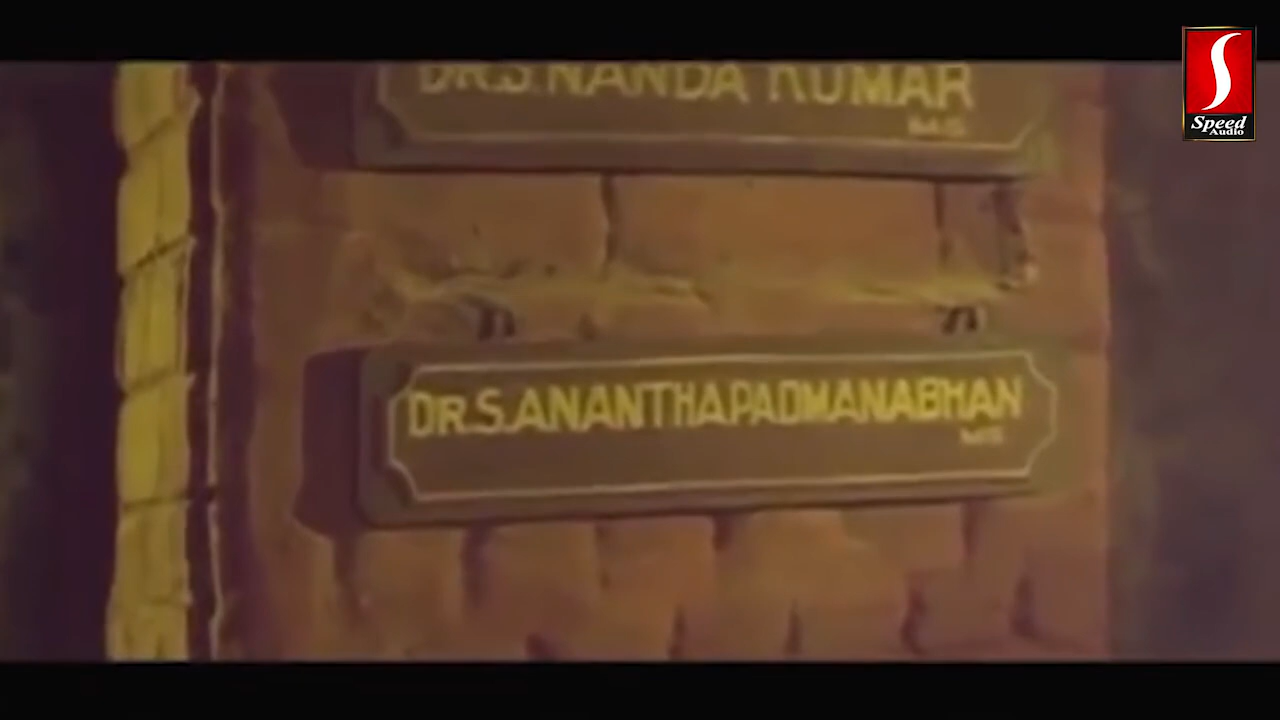 DR.S.NANDA KUMAR
DR.S.ANANTHAPADMANABHAN
S
Speed
Audio